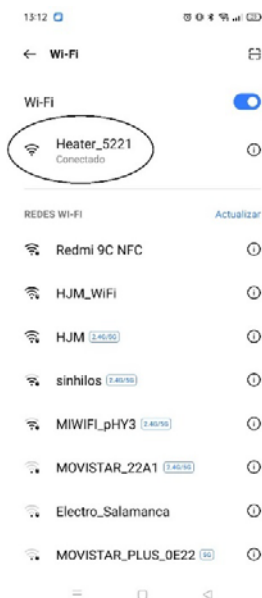 13:12
← Wi-Fi
Wi-Fi
Heater_5221
Conectado
REDES WI-FI Actualizar
Redmi 9C NFC
HJM_WiFi
HJM 2.4G/5G
sinhilos 2.4G/5G
MIWIFI_pHY3 2.4G/5G
MOVISTAR_22A1 2.4G/5G
Electro_Salamanca
MOVISTAR_PLUS_0E22 5G